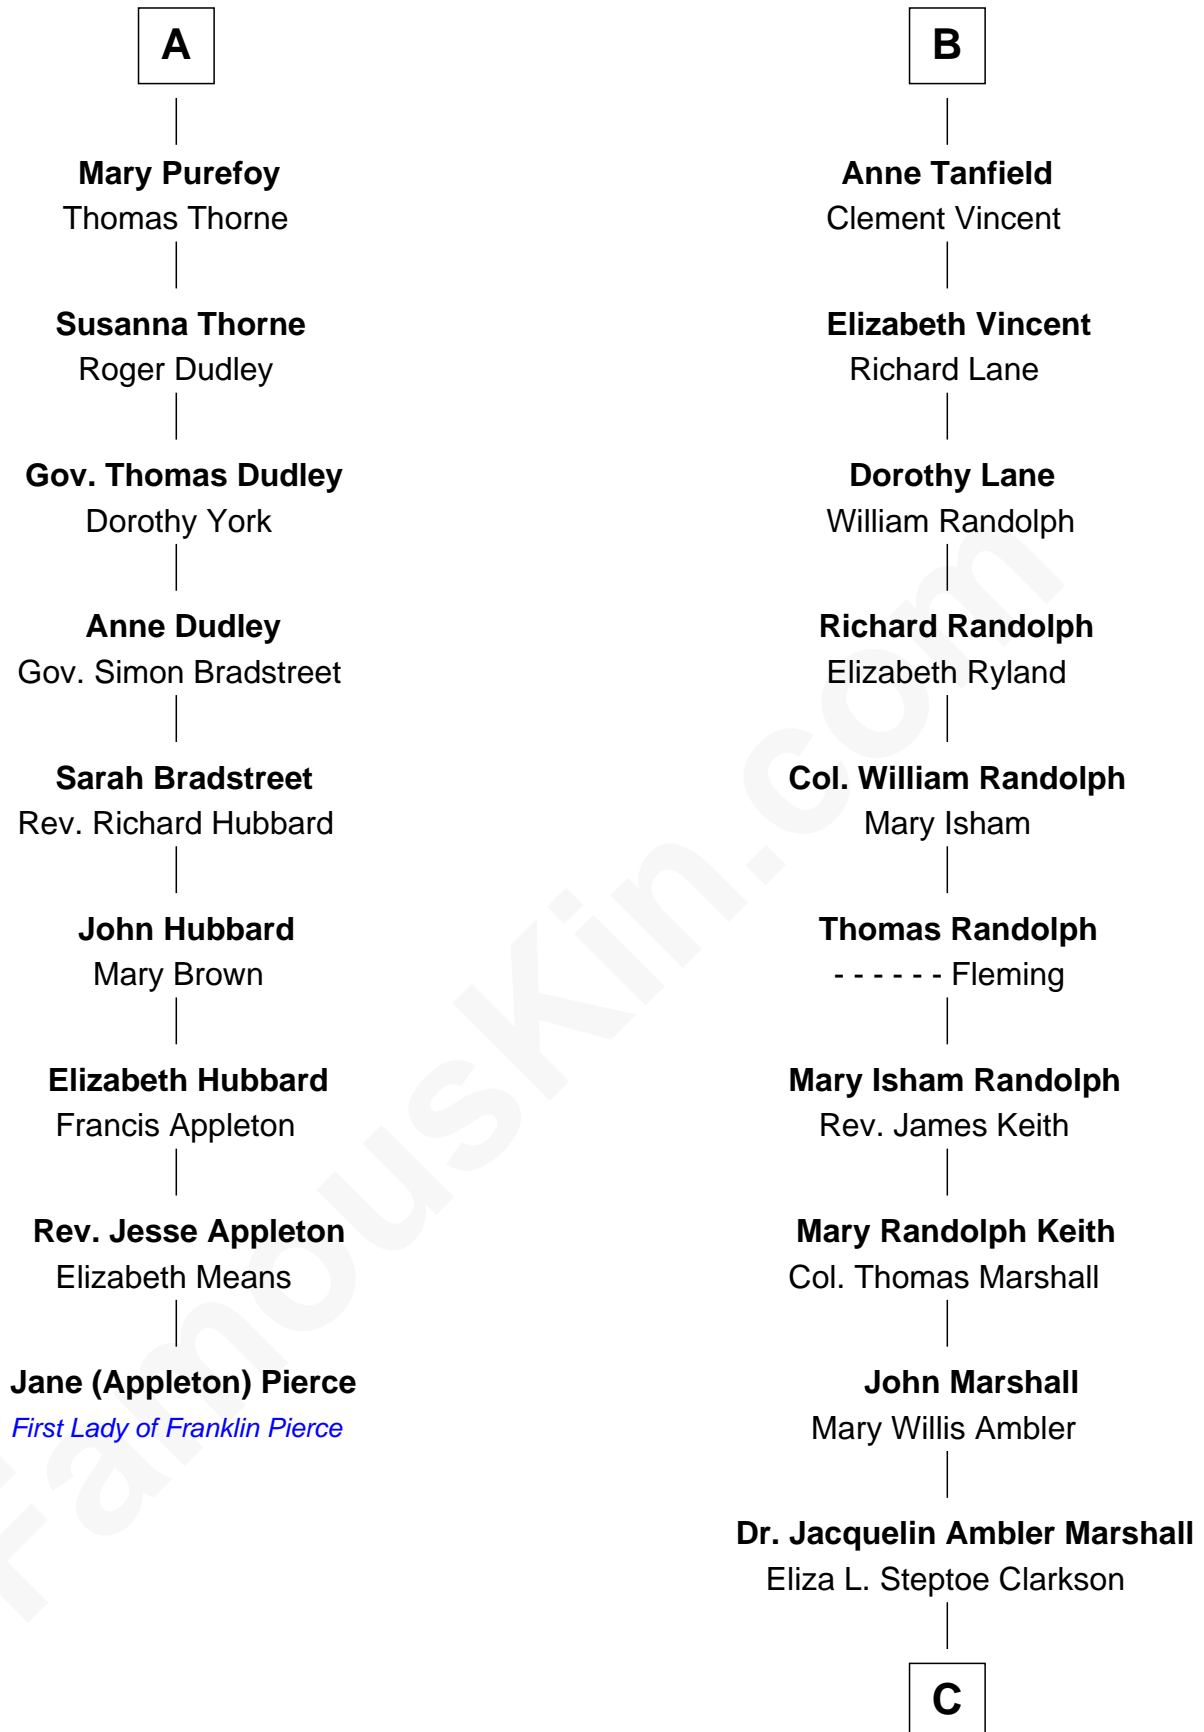 A
Mary Purefoy
Thomas Thorne
Susanna Thorne
Roger Dudley
Gov. Thomas Dudley
Dorothy York
Anne Dudley
Gov. Simon Bradstreet
Sarah Bradstreet
Rev. Richard Hubbard
John Hubbard
Mary Brown
Elizabeth Hubbard
Francis Appleton
Rev. Jesse Appleton
Elizabeth Means
Jane (Appleton) Pierce
First Lady of Franklin Pierce
B
Anne Tanfield
Clement Vincent
Elizabeth Vincent
Richard Lane
Dorothy Lane
William Randolph
Richard Randolph
Elizabeth Ryland
Col. William Randolph
Mary Isham
Thomas Randolph
- - - - - - Fleming
Mary Isham Randolph
Rev. James Keith
Mary Randolph Keith
Col. Thomas Marshall
John Marshall
Mary Willis Ambler
Dr. Jacquelin Ambler Marshall
Eliza L. Steptoe Clarkson
C
FamousKin.com